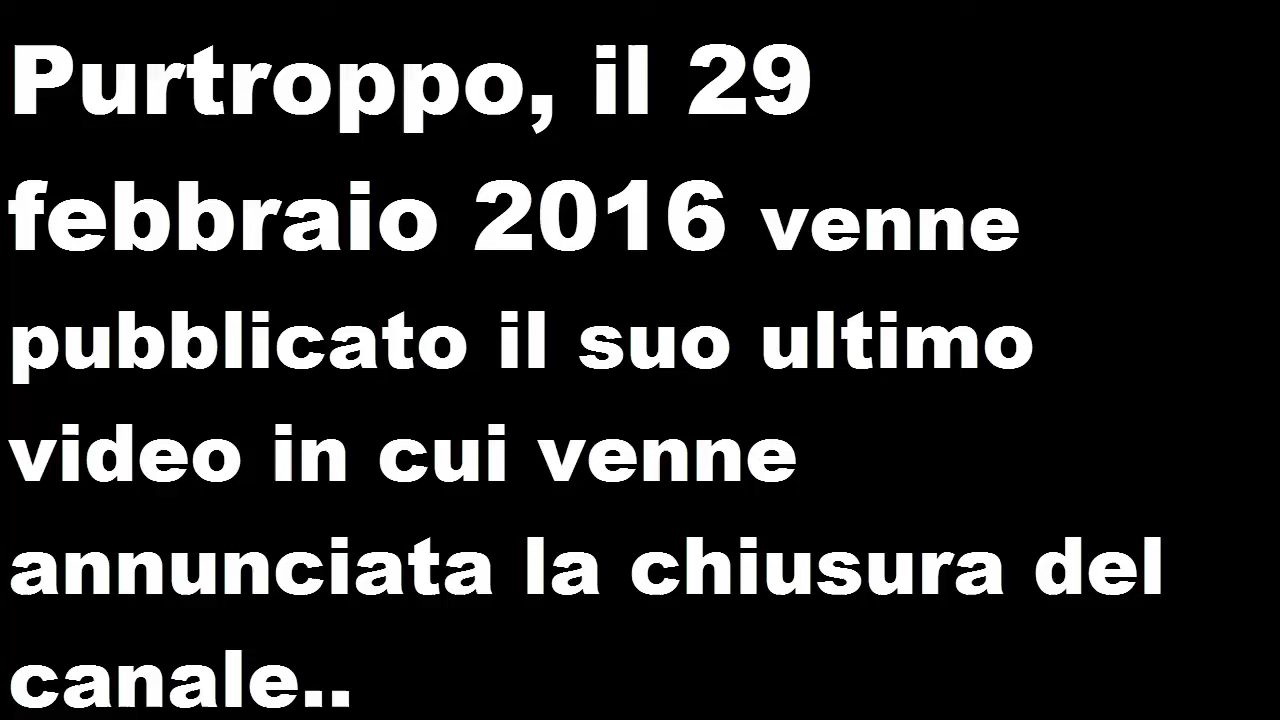 Purtroppo, il 29
febbraio 2016 venne
pubblicato il suo ultimo
video in cui venne
annunciata la chiusura del
canale..